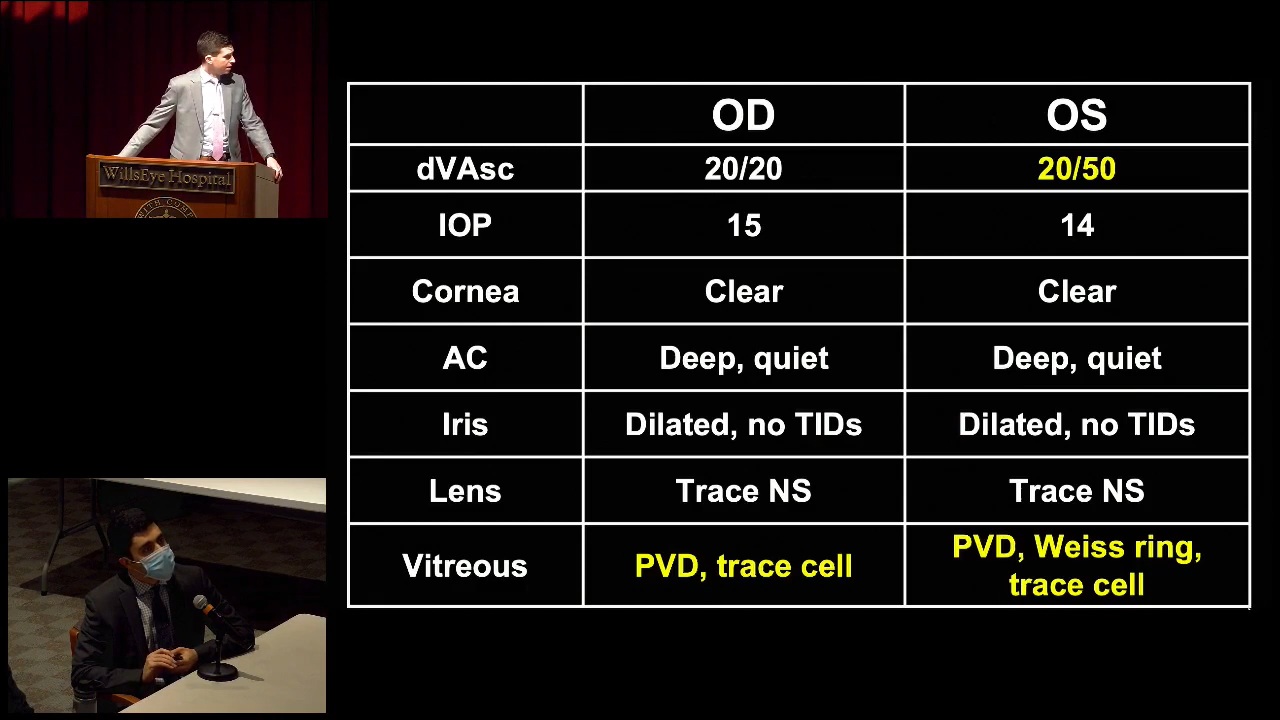 WillsEye Hospital
WITH COMP
OD OS
dVAsc 20/20 20/50
IOP 15 14
Cornea Clear Clear
AC Deep, quiet Deep, quiet
Iris Dilated, no TIDs Dilated, no TIDs
Lens Trace NS Trace NS
Vitreous PVD, trace cell PVD, Weiss ring,
trace cell